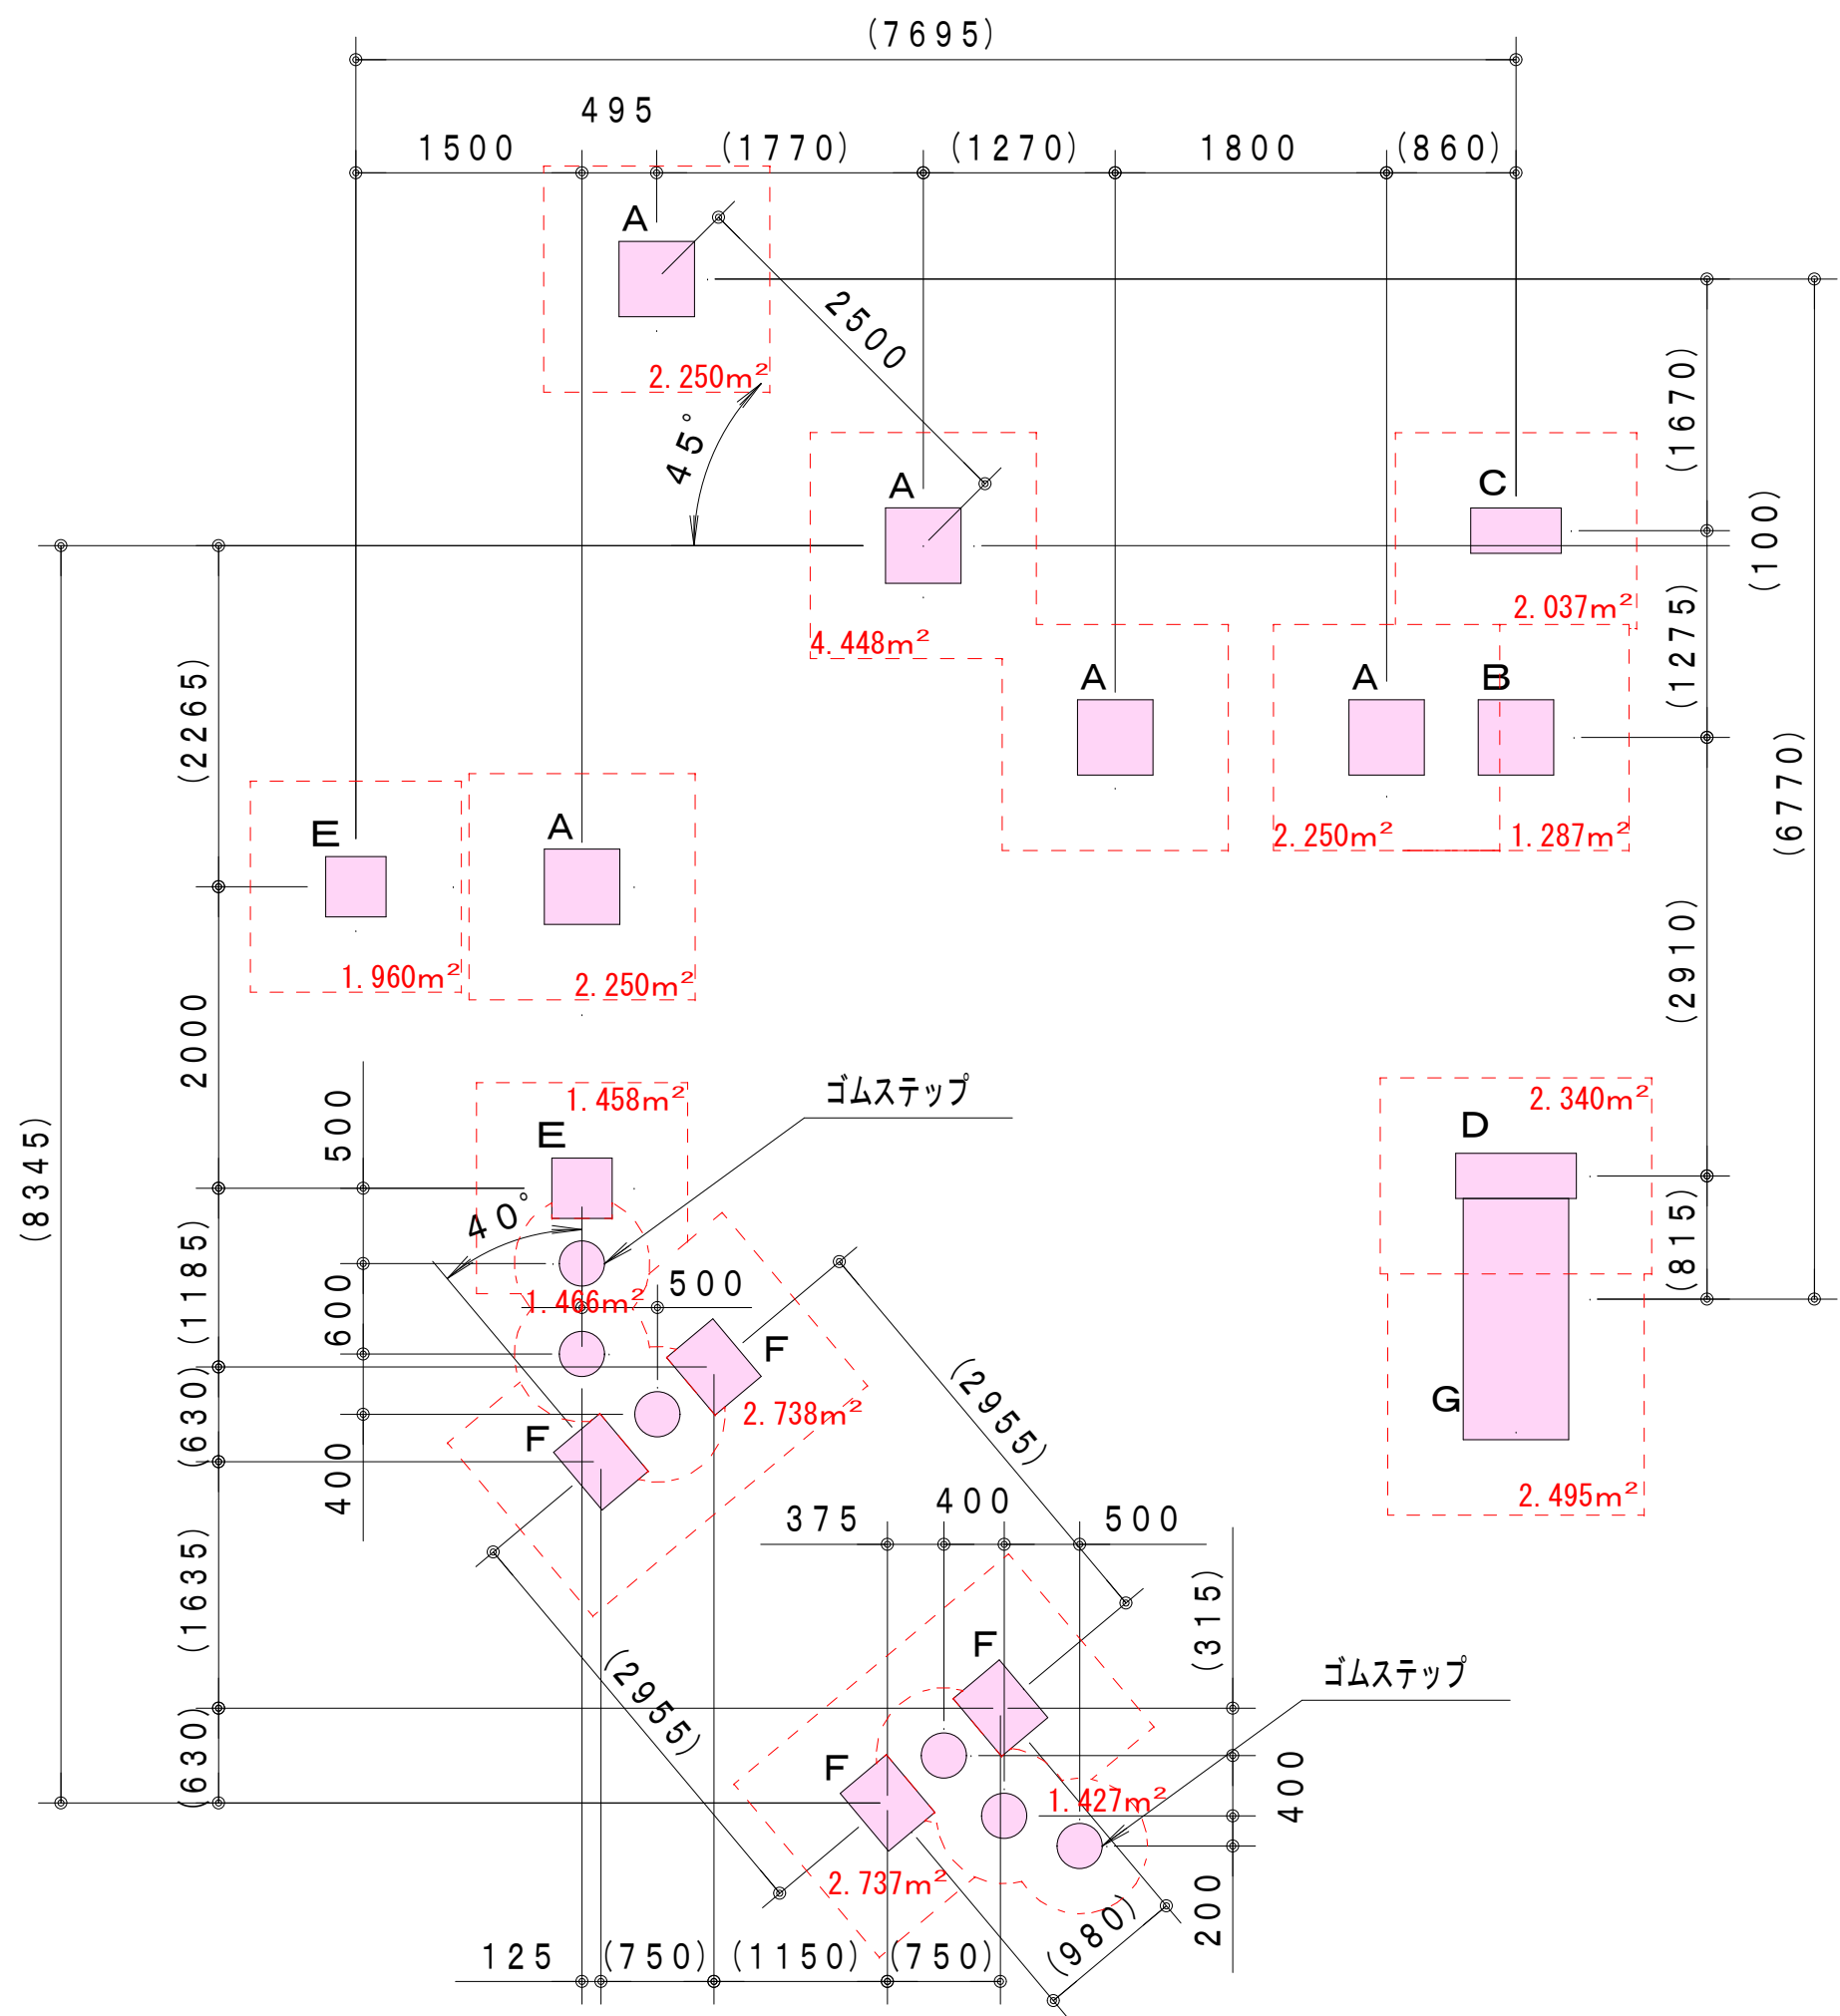 (7695)
495
1500
(1770)
(1270)
1800
(860)
A
2500
2.250m²
45°
(1670)
A
C
(100)
2.037m²
4.448m²
(2265)
A
A
B
(1275)
(6770)
E
A
2.250m²
1.287m²
1.960m²
2.250m²
(2910)
2000
500
1.458m²
ゴムステップ
2.340m²
E
D
(8345)
40°
(1185)
500
(815)
600
1.466m²
F
(630)
(2955)
2.738m²
F
G
400
2.495m²
375
400
500
(1635)
(315)
F
ゴムステップ
(2955)
(630)
F
1.427m²
400
2.737m²
200
(980)
125
(750)
(1150)
(750)